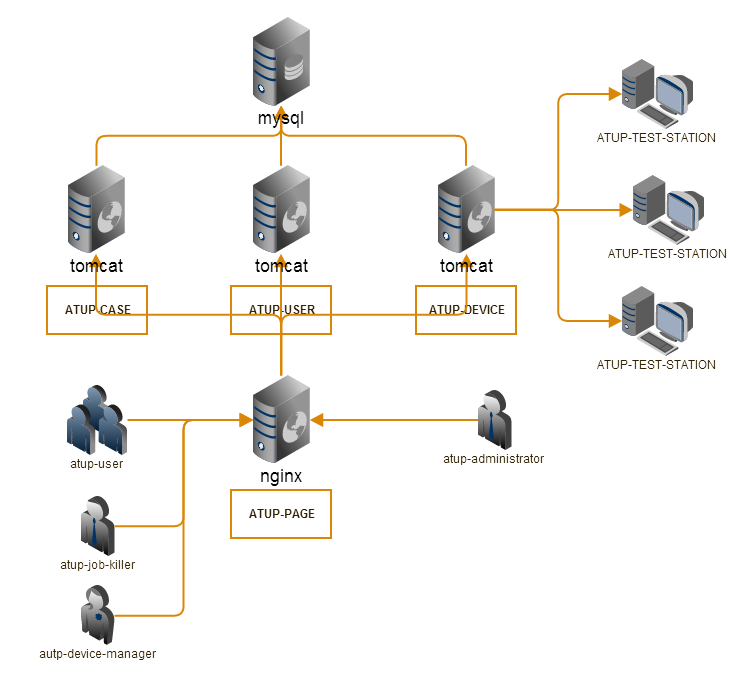 mysql
ATUP-TEST-STATION
ATUP-TEST-STATION
tomcat
tomcat
tomcat
ATUP-CASE
ATUP-USER
ATUP-DEVICE
ATUP-TEST-STATION
atup-user
atup-administrator
nginx
ATUP-PAGE
atup-job-killer
autp-device-manager